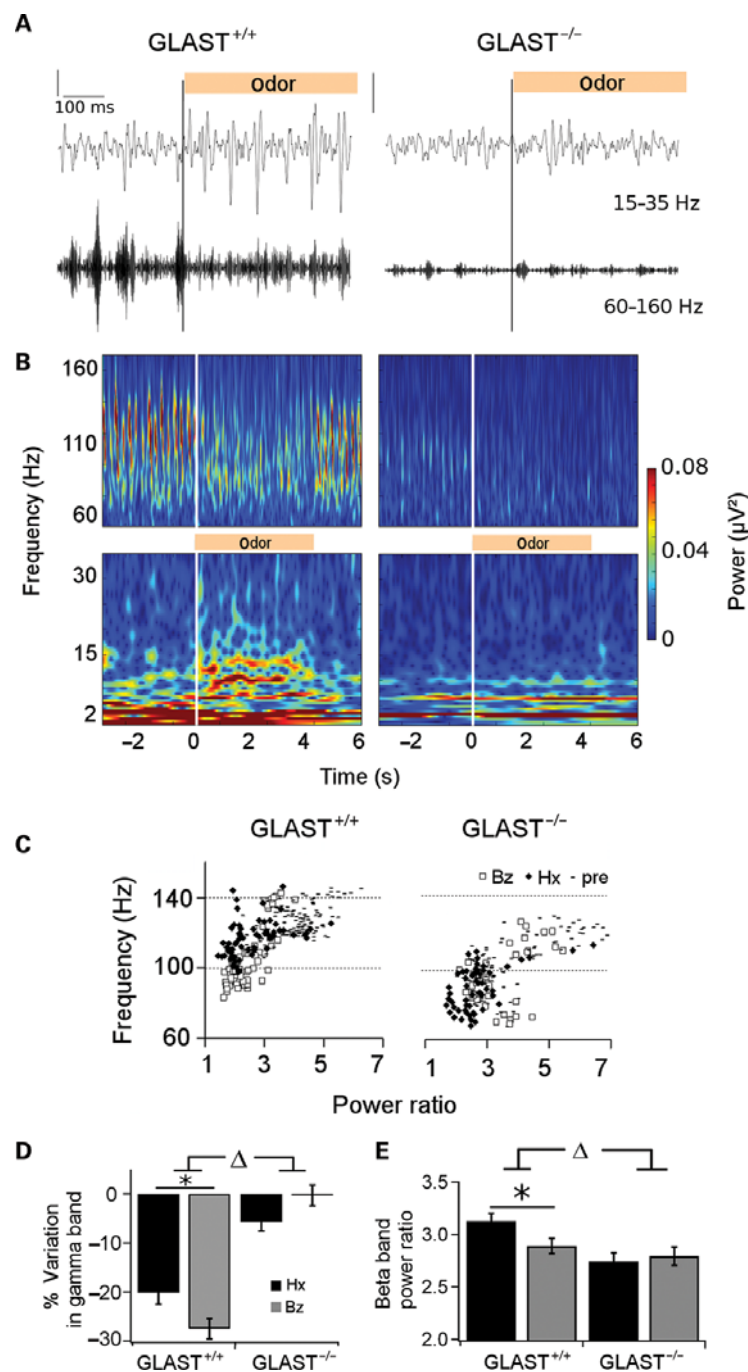 A
GLAST+/+ GLAST−/−
odor odor
100 ms
15–35 Hz
60–160 Hz
B
160
110
60
Frequency (Hz)
odor odor
30
15
2
−2 0 2 4 6 −2 0 2 4 6
Time (s)
0.08
0.04
0
Power (µV²)
C
GLAST+/+ GLAST−/−
Bz Hx pre
140
100
60
Frequency (Hz)
1 3 5 7 1 3 5 7
Power ratio
D
Δ
*
0
−10
−20
−30
% Variation
in gamma band
Hx
Bz
GLAST+/+ GLAST−/−
E
Δ
*
3.5
3.0
2.5
2.0
Beta band
power ratio
GLAST+/+ GLAST−/−